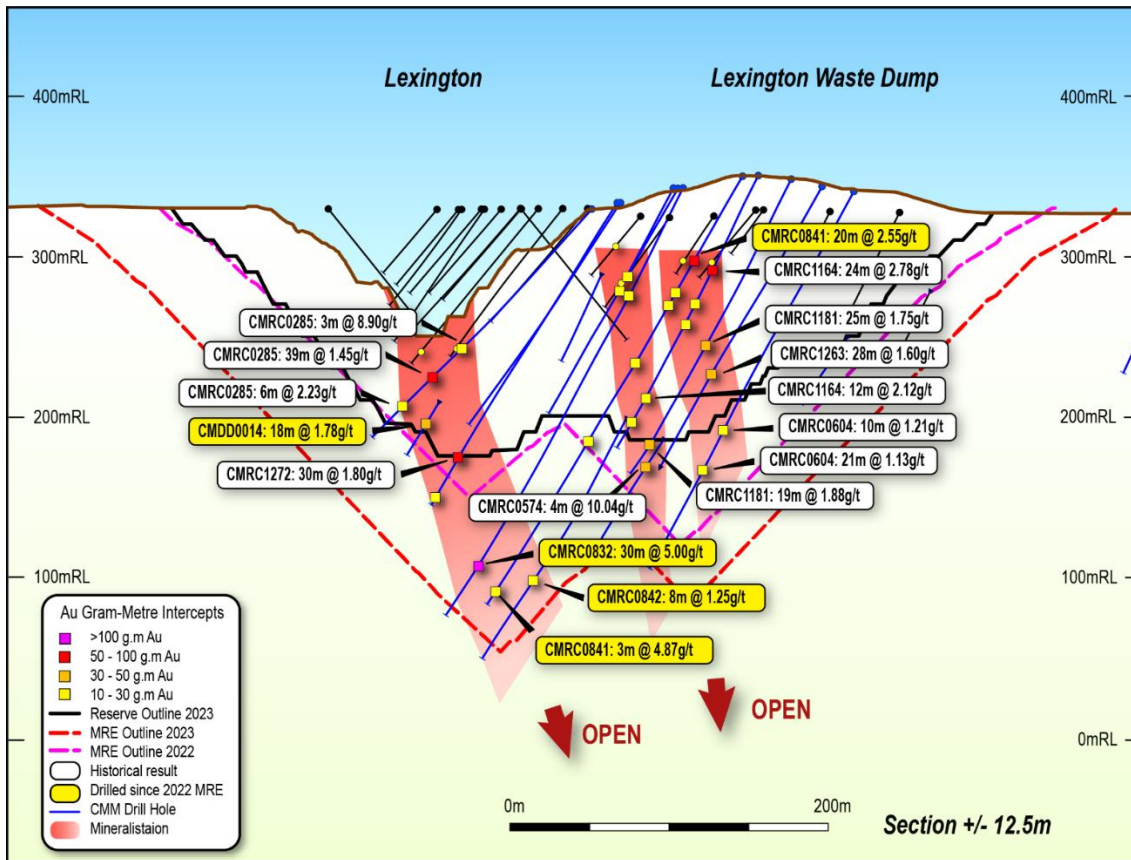 Lexington
Lexington Waste Dump
400mRL
400mRL
300mRL
300mRL
200mRL
200mRL
100mRL
100mRL
0mRL
CMRC0841: 20m @ 2.55g/t
CMRC1164: 24m @ 2.78g/t
CMRC1181: 25m @ 1.75g/t
CMRC1263: 28m @ 1.60g/t
CMRC1164: 12m @ 2.12g/t
CMRC0604: 10m @ 1.21g/t
CMRC0604: 21m @ 1.13g/t
CMRC1181: 19m @ 1.88g/t
CMRC0285: 3m @ 8.90g/t
CMRC0285: 39m @ 1.45g/t
CMRC0285: 6m @ 2.23g/t
CMDD0014: 18m @ 1.78g/t
CMRC1272: 30m @ 1.80g/t
CMRC0574: 4m @ 10.04g/t
CMRC0832: 30m @ 5.00g/t
CMRC0842: 8m @ 1.25g/t
CMRC0841: 3m @ 4.87g/t
OPEN
OPEN
Au Gram-Metre Intercepts
>100 g.m Au
50 - 100 g.m Au
30 - 50 g.m Au
10 - 30 g.m Au
Reserve Outline 2023
MRE Outline 2023
MRE Outline 2022
Historical result
Drilled since 2022 MRE
CMM Drill Hole
Mineralistaion
0m
200m
Section +/- 12.5m